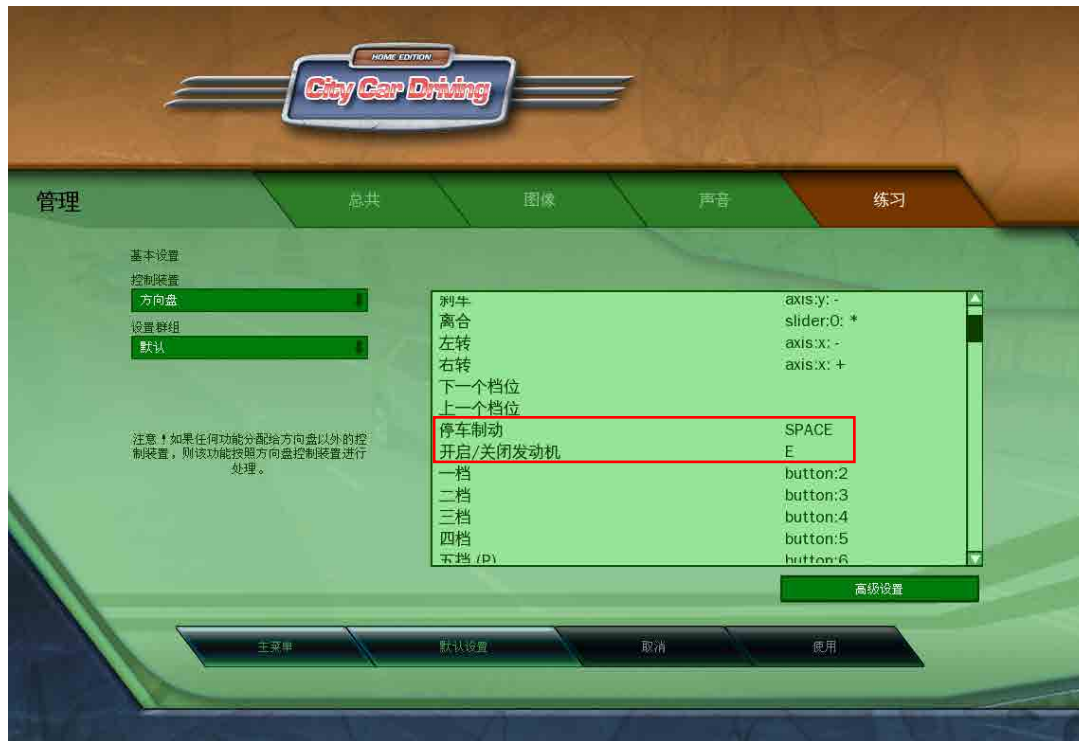 HOME EDITION
City Car Driving
管理
总共
图像
声音
练习
基本设置
控制装置
方向盘
设置群组
默认
注意！如果任何功能分配给方向盘以外的控
制装置，则该功能按照方向盘控制装置进行
处理。
刹车 axis:y: -
离合 slider:0: *
左转 axis:x: -
右转 axis:x: +
下一个档位
上一个档位
停车制动 SPACE
开启/关闭发动机 E
一档 button:2
二档 button:3
三档 button:4
四档 button:5
五挡 (P) button:6
高级设置
主菜单
默认设置
取消
使用